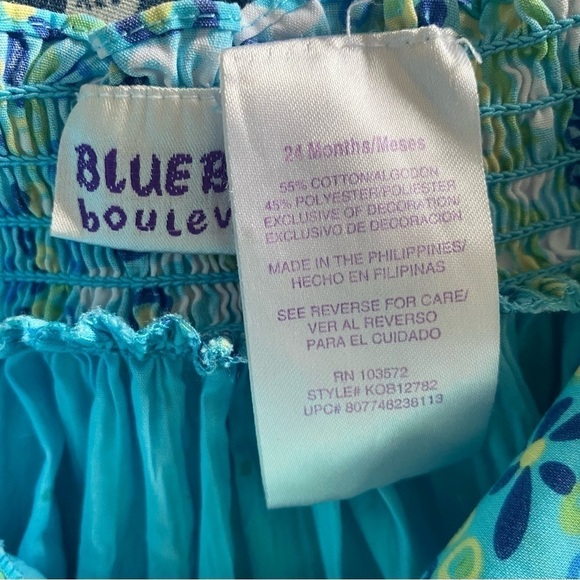 BLUEB
boulev
24 Months/Meses
55% COTTON/ALGODON
45% POLYESTER/POLIESTER
EXCLUSIVE OF DECORATION/
EXCLUSIVO DE DECORACION
MADE IN THE PHILIPPINES/
HECHO EN FILIPINAS
SEE REVERSE FOR CARE/
VER AL REVERSO
PARA EL CUIDADO
RN 103572
STYLE# KOB12782
UPC# 807746238113